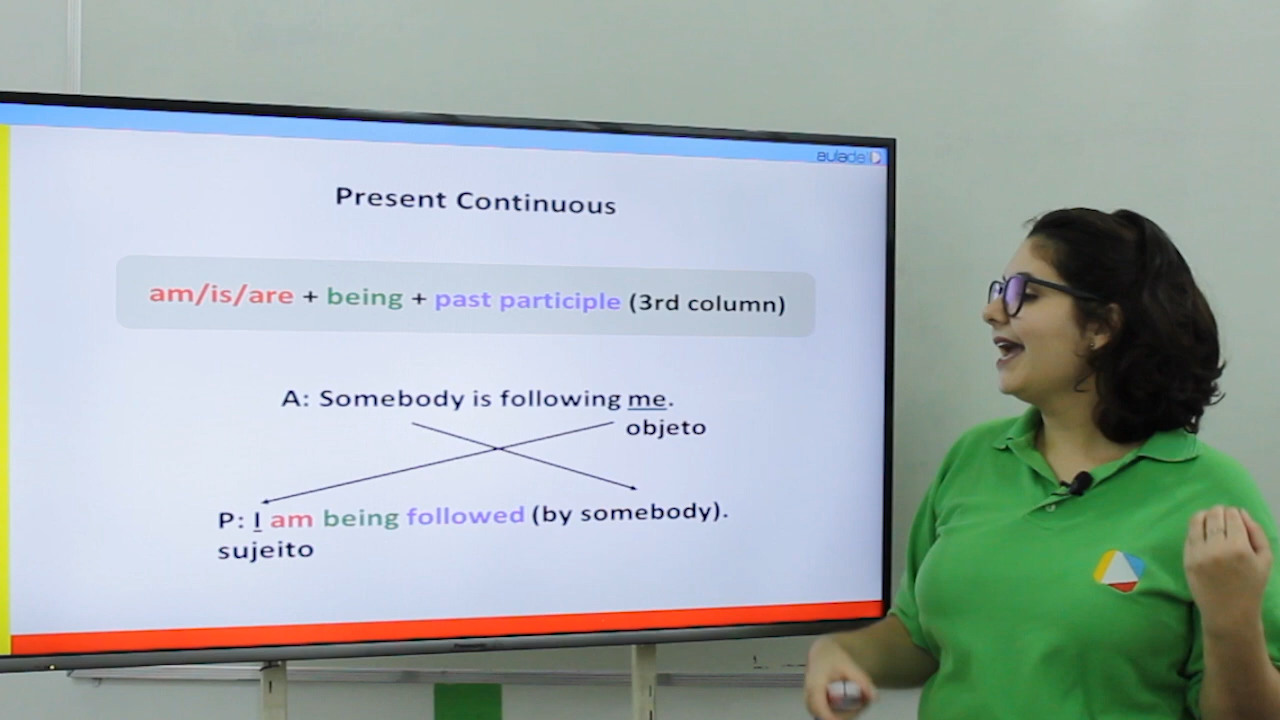 aulade
Present Continuous
am/is/are + being + past participle (3rd column)
A: Somebody is following me.
objeto
P: I am being followed (by somebody).
sujeito